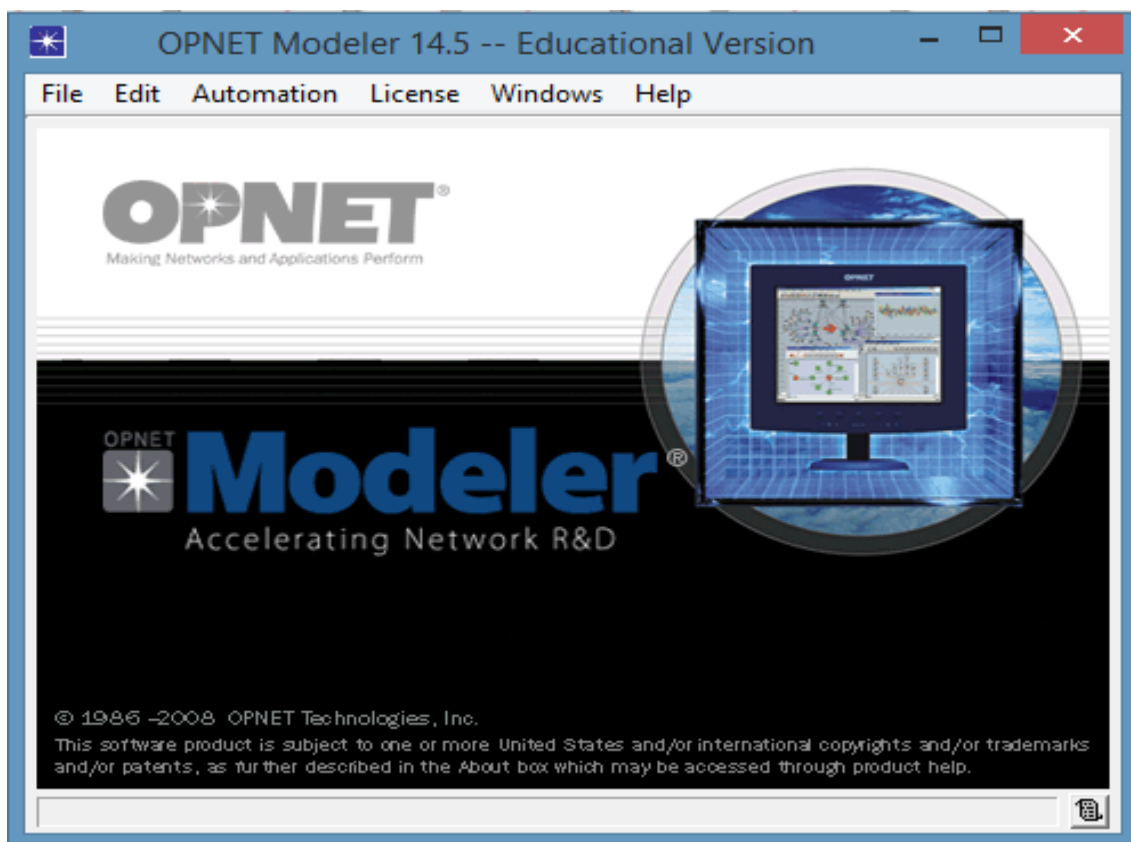 OPNET Modeler 14.5 -- Educational Version
File Edit Automation License Windows Help
OPNET®
Making Networks and Applications Perform
OPNET
OPNET
Modeler®
Accelerating Network R&D
© 1986-2008 OPNET Technologies, Inc.
This software product is subject to one or more United States and/or international copyrights and/or trademarks
and/or patents, as further described in the About box which may be accessed through product help.